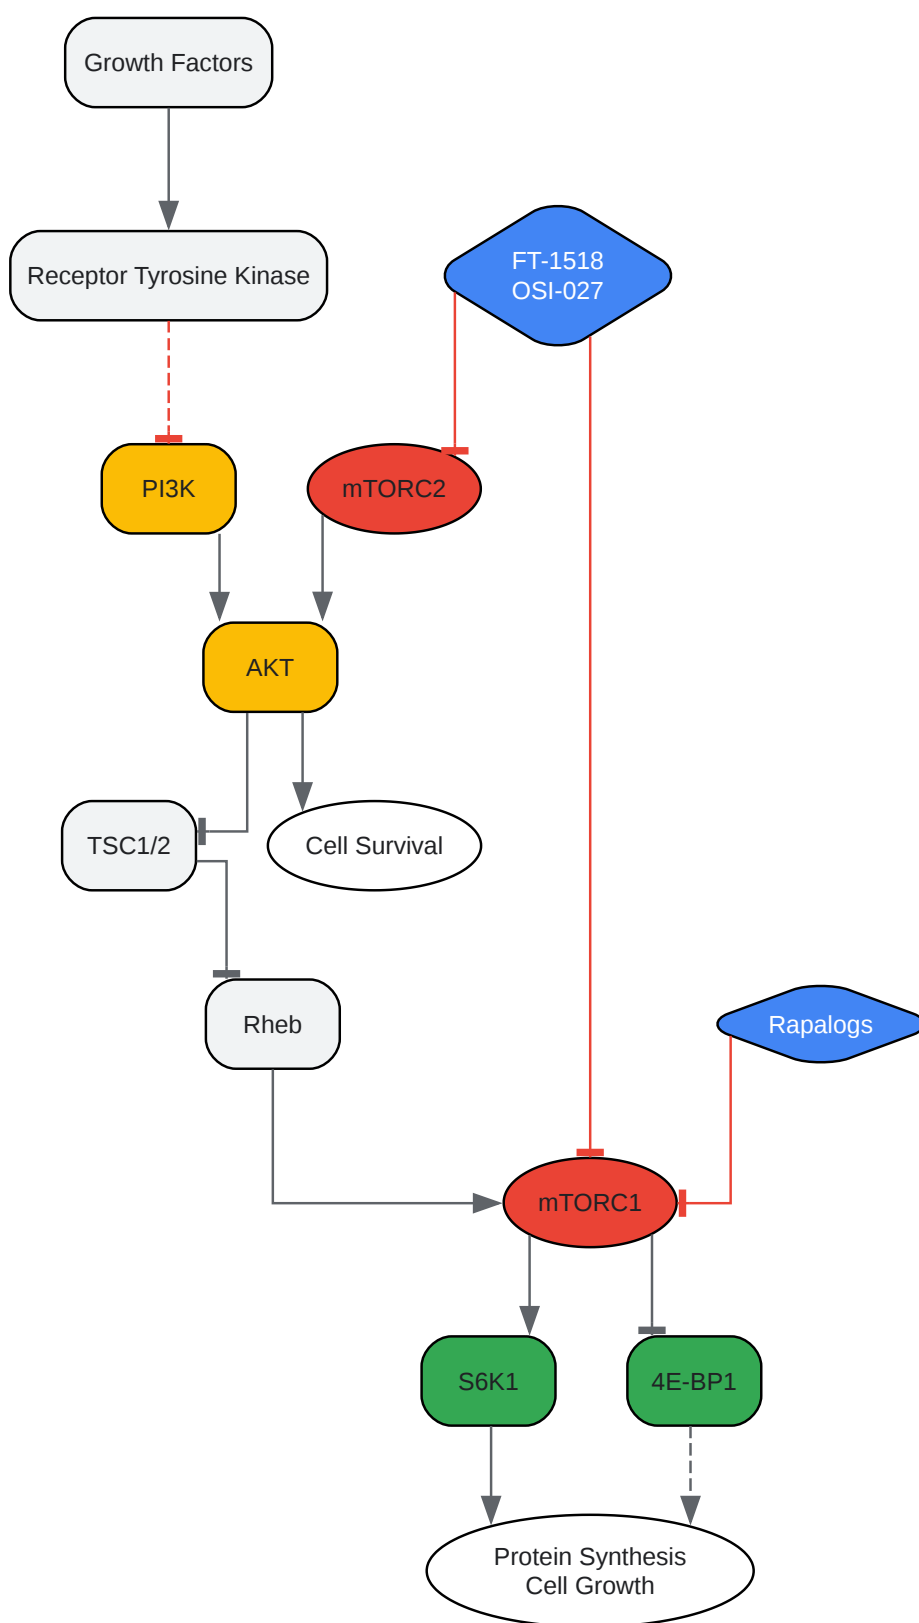 Growth Factors
Receptor Tyrosine Kinase
FT-1518
OSI-027
PI3K
mTORC2
AKT
TSC1/2
Cell Survival
Rheb
Rapalogs
mTORC1
S6K1
4E-BP1
Protein Synthesis
Cell Growth